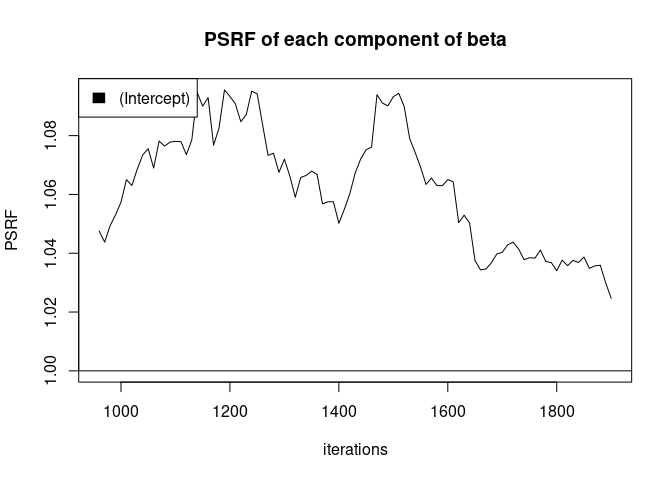 PSRF of each component of beta
(Intercept)
PSRF
1.08
1.06
1.04
1.02
1.00
1000 1200 1400 1600 1800
iterations